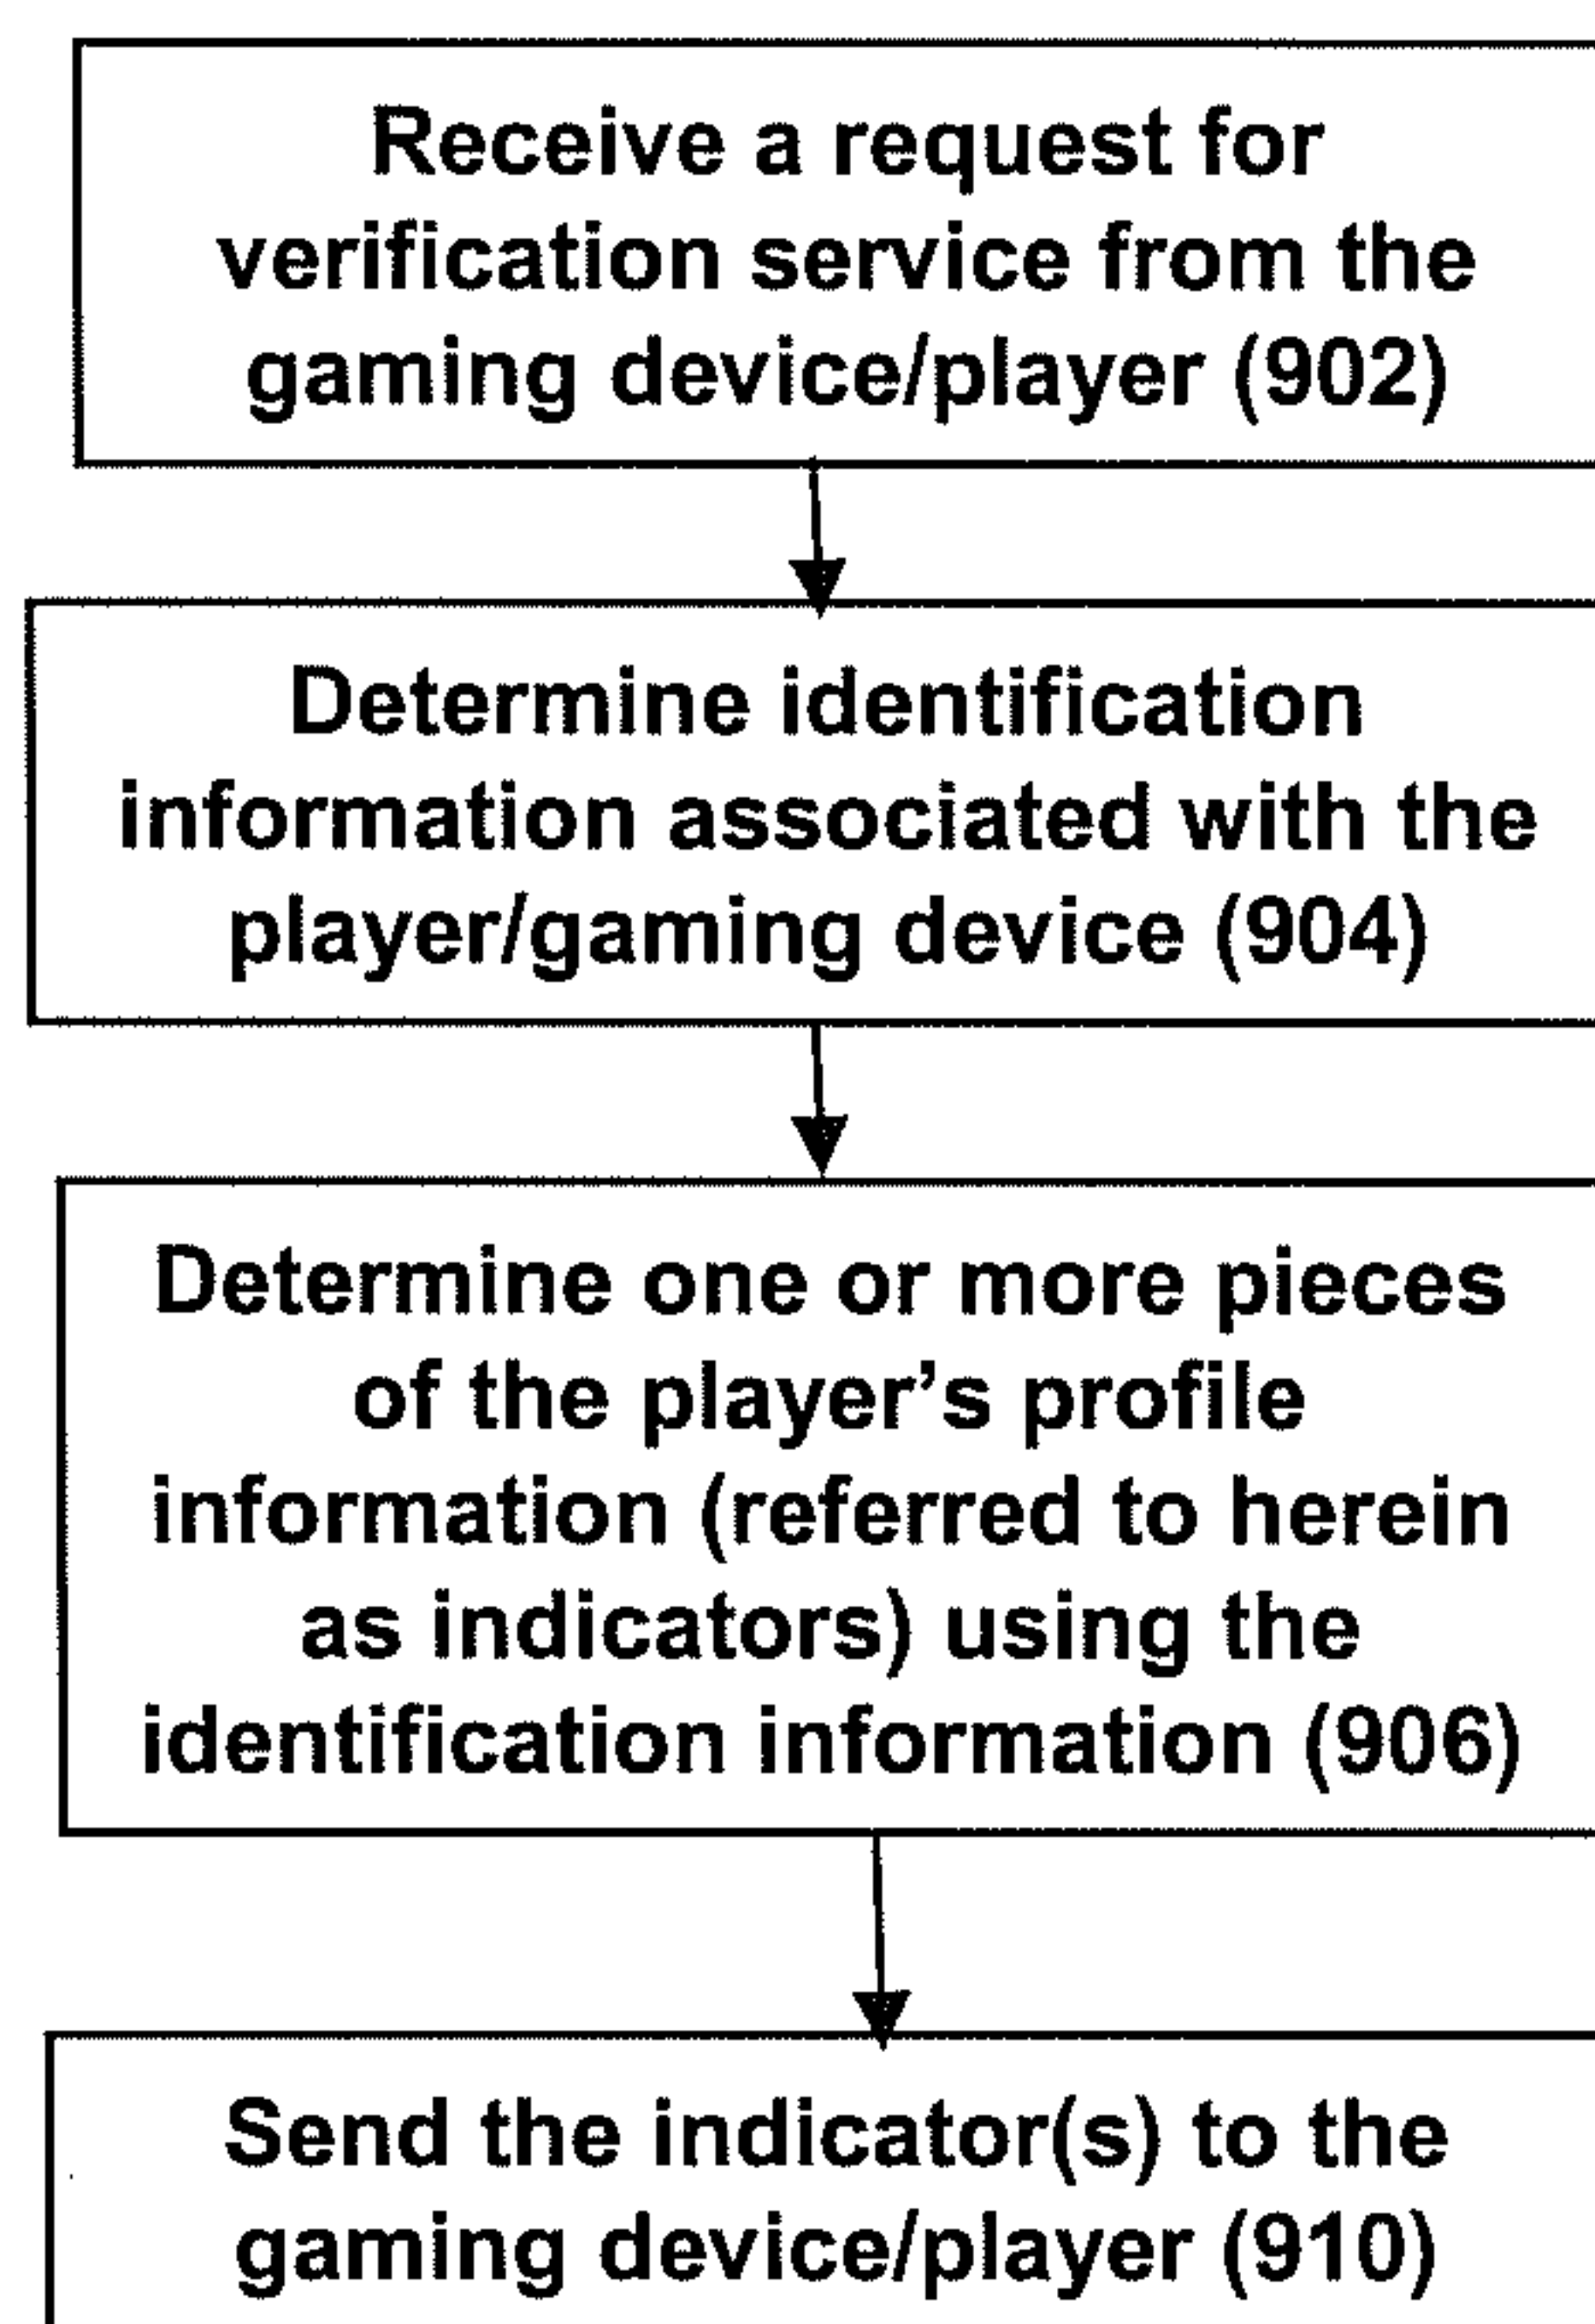 Receive a request for
verification service from the
gaming device/player (902)
Determine identification
information associated with the
player/gaming device (904)
Determine one or more pieces
of the player's profile
information (referred to herein
as indicators) using the
identification information (906)
Send the indicator(s) to the
gaming device/player (910)